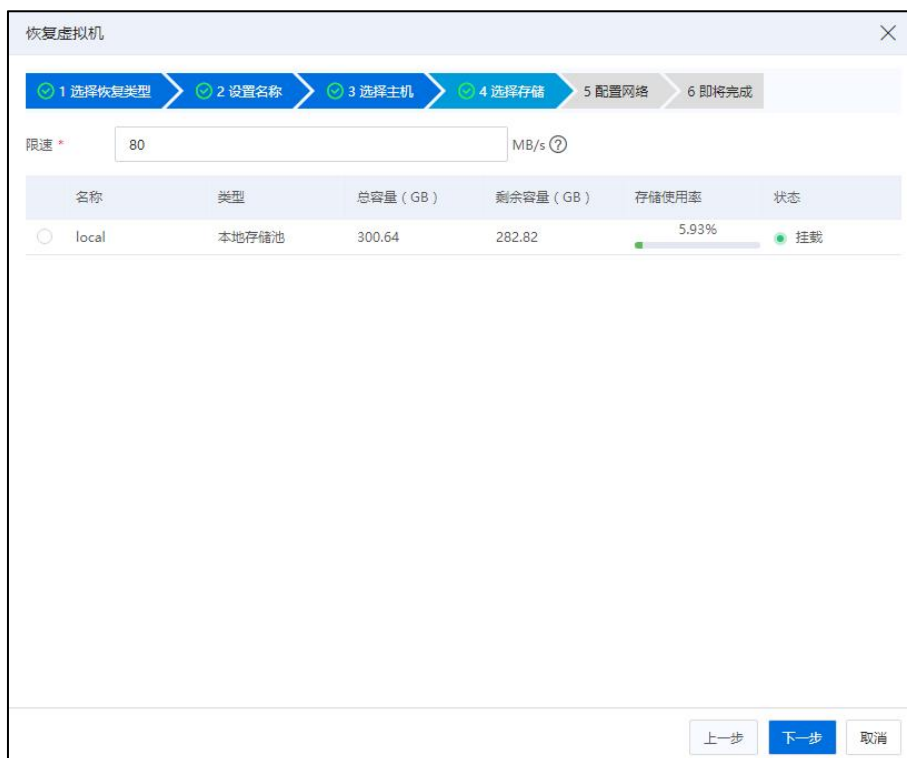 恢复虚拟机
1 选择恢复类型 2 设置名称 3 选择主机 4 选择存储 5 配置网络 6 即将完成
限速 * 80 MB/s ?
名称 类型 总容量（GB） 剩余容量（GB） 存储使用率 状态
local 本地存储池 300.64 282.82 5.93% 挂载
上一步 下一步 取消